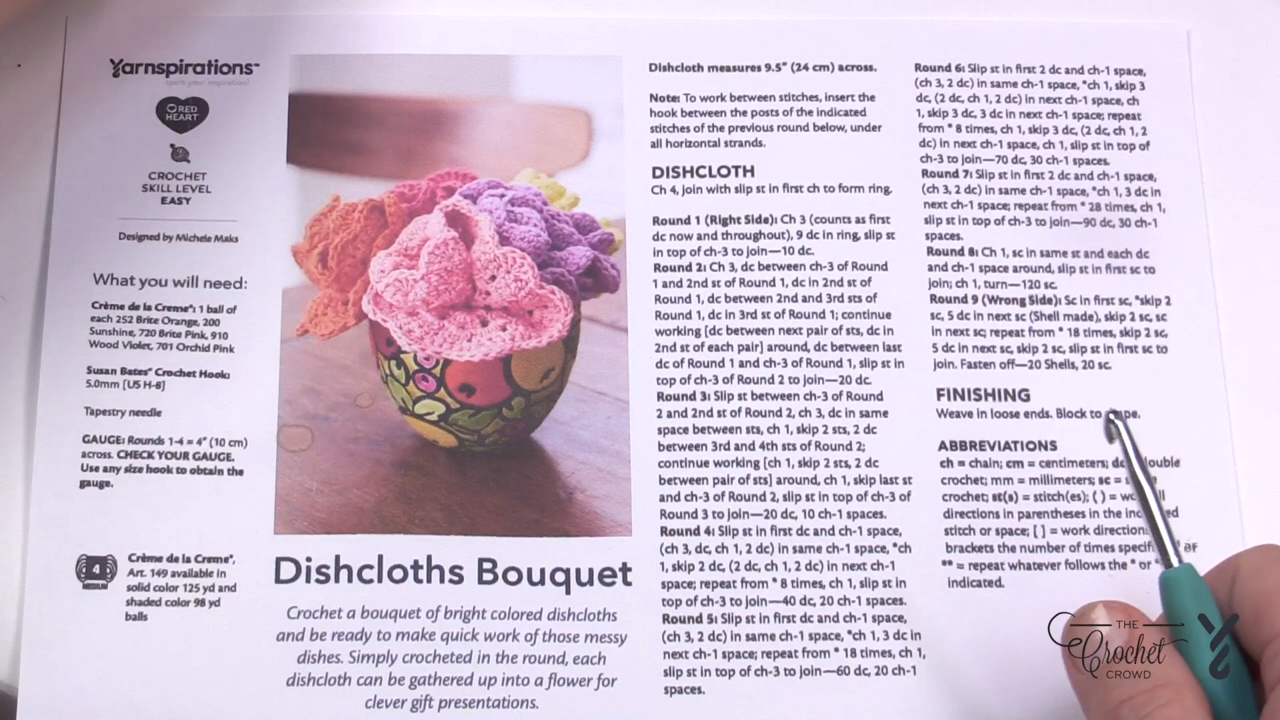 Yarnspirations™
spark your inspiration!
RED
HEART
CROCHET
SKILL LEVEL
EASY
Designed by Michele Maks
What you will need:
Crème de la Creme®: 1 ball of
each 252 Brite Orange, 200
Sunshine, 720 Brite Pink, 910
Wood Violet, 701 Orchid Pink
Susan Bates® Crochet Hook:
5.0mm [US H-8]
Tapestry needle
GAUGE: Rounds 1-4 = 4" (10 cm)
across. CHECK YOUR GAUGE.
Use any size hook to obtain the
gauge.
4
MEDIUM
Crème de la Creme®,
Art. 149 available in
solid color 125 yd and
shaded color 98 yd
balls
Dishcloths Bouquet
Crochet a bouquet of bright colored dishcloths
and be ready to make quick work of those messy
dishes. Simply crocheted in the round, each
dishcloth can be gathered up into a flower for
clever gift presentations.
Dishcloth measures 9.5" (24 cm) across.
Note: To work between stitches, insert the
hook between the posts of the indicated
stitches of the previous round below, under
all horizontal strands.
DISHCLOTH
Ch 4, join with slip st in first ch to form ring.
Round 1 (Right Side): Ch 3 (counts as first
dc now and throughout), 9 dc in ring, slip st
in top of ch-3 to join—10 dc.
Round 2: Ch 3, dc between ch-3 of Round
1 and 2nd st of Round 1, dc in 2nd st of
Round 1, dc between 2nd and 3rd sts of
Round 1, dc in 3rd st of Round 1; continue
working [dc between next pair of sts, dc in
2nd st of each pair] around, dc between last
dc of Round 1 and ch-3 of Round 1, slip st in
top of ch-3 of Round 2 to join—20 dc.
Round 3: Slip st between ch-3 of Round
2 and 2nd st of Round 2, ch 3, dc in same
space between sts, ch 1, skip 2 sts, 2 dc
between 3rd and 4th sts of Round 2;
continue working [ch 1, skip 2 sts, 2 dc
between pair of sts] around, ch 1, skip last st
and ch-3 of Round 2, slip st in top of ch-3 of
Round 3 to join—20 dc, 10 ch-1 spaces.
Round 4: Slip st in first dc and ch-1 space,
(ch 3, dc, ch 1, 2 dc) in same ch-1 space, *ch
1, skip 2 dc, (2 dc, ch 1, 2 dc) in next ch-1
space; repeat from * 8 times, ch 1, slip st in
top of ch-3 to join—40 dc, 20 ch-1 spaces.
Round 5: Slip st in first dc and ch-1 space,
(ch 3, 2 dc) in same ch-1 space, *ch 1, 3 dc in
next ch-1 space; repeat from * 18 times, ch 1,
slip st in top of ch-3 to join—60 dc, 20 ch-1
spaces.
Round 6: Slip st in first 2 dc and ch-1 space,
(ch 3, 2 dc) in same ch-1 space, *ch 1, skip 3
dc, (2 dc, ch 1, 2 dc) in next ch-1 space, ch
1, skip 3 dc, 3 dc in next ch-1 space; repeat
from * 8 times, ch 1, skip 3 dc, (2 dc, ch 1, 2
dc) in next ch-1 space, ch 1, slip st in top of
ch-3 to join—70 dc, 30 ch-1 spaces.
Round 7: Slip st in first 2 dc and ch-1 space,
(ch 3, 2 dc) in same ch-1 space, *ch 1, 3 dc in
next ch-1 space; repeat from * 28 times, ch 1,
slip st in top of ch-3 to join—90 dc, 30 ch-1
spaces.
Round 8: Ch 1, sc in same st and each dc
and ch-1 space around, slip st in first sc to
join; ch 1, turn—120 sc.
Round 9 (Wrong Side): Sc in first sc, *skip 2
sc, 5 dc in next sc (Shell made), skip 2 sc, sc
in next sc; repeat from * 18 times, skip 2 sc,
5 dc in next sc, skip 2 sc, slip st in first sc to
join. Fasten off—20 Shells, 20 sc.
FINISHING
Weave in loose ends. Block to
ABBREVIATIONS
ch = chain; cm = centimeters;
crochet; mm = millimeters; sc =
crochet; st(s) = stitch(es); ( ) =
directions in parentheses in the
stitch or space; [ ] = work
brackets the number of times
** = repeat whatever follows the * or
indicated.
THE
Crochet
CROWD